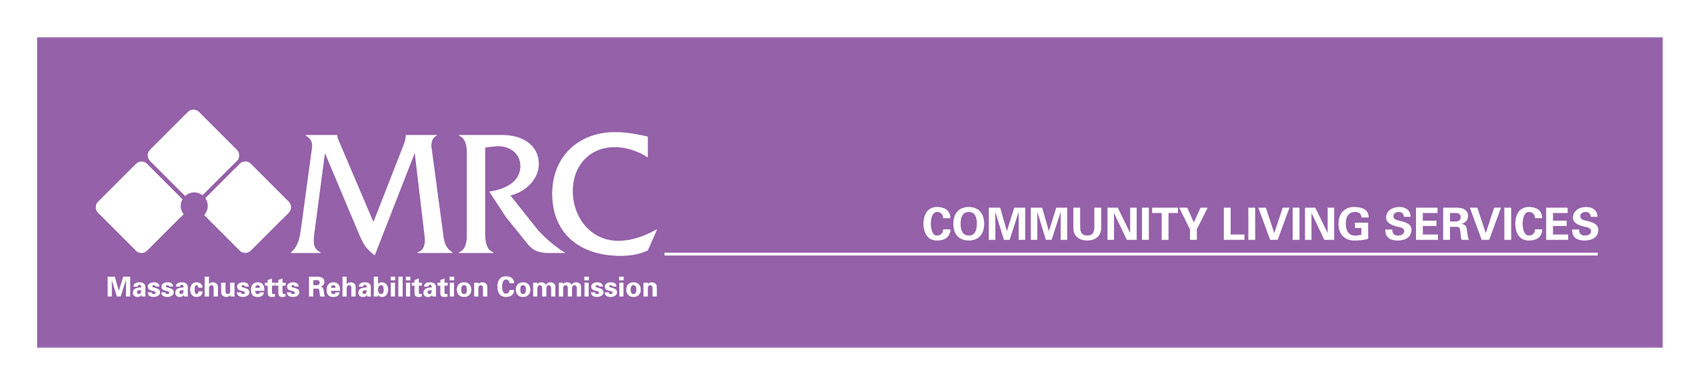 MRC
COMMUNITY LIVING SERVICES
Massachusetts Rehabilitation Commission